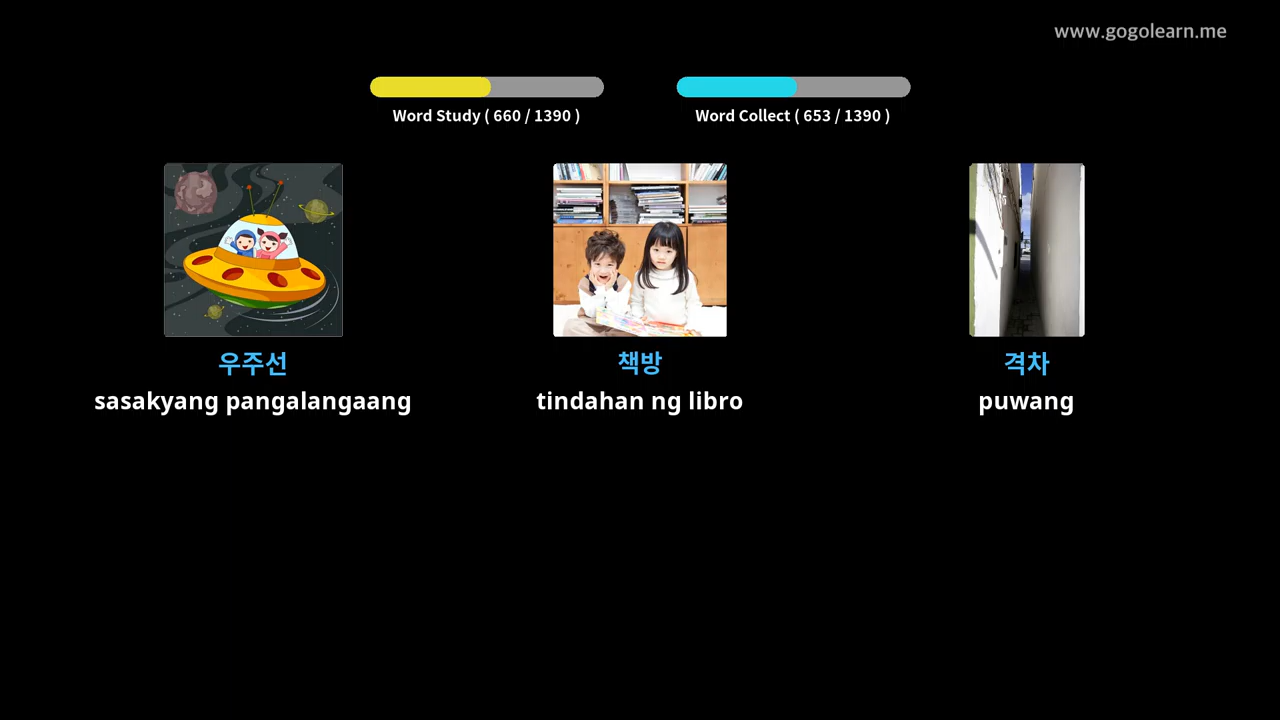 www.gogolearn.me
Word Study ( 660 / 1390 )
Word Collect ( 653 / 1390 )
우주선
sasakyang pangalangaang
책방
tindahan ng libro
격차
puwang